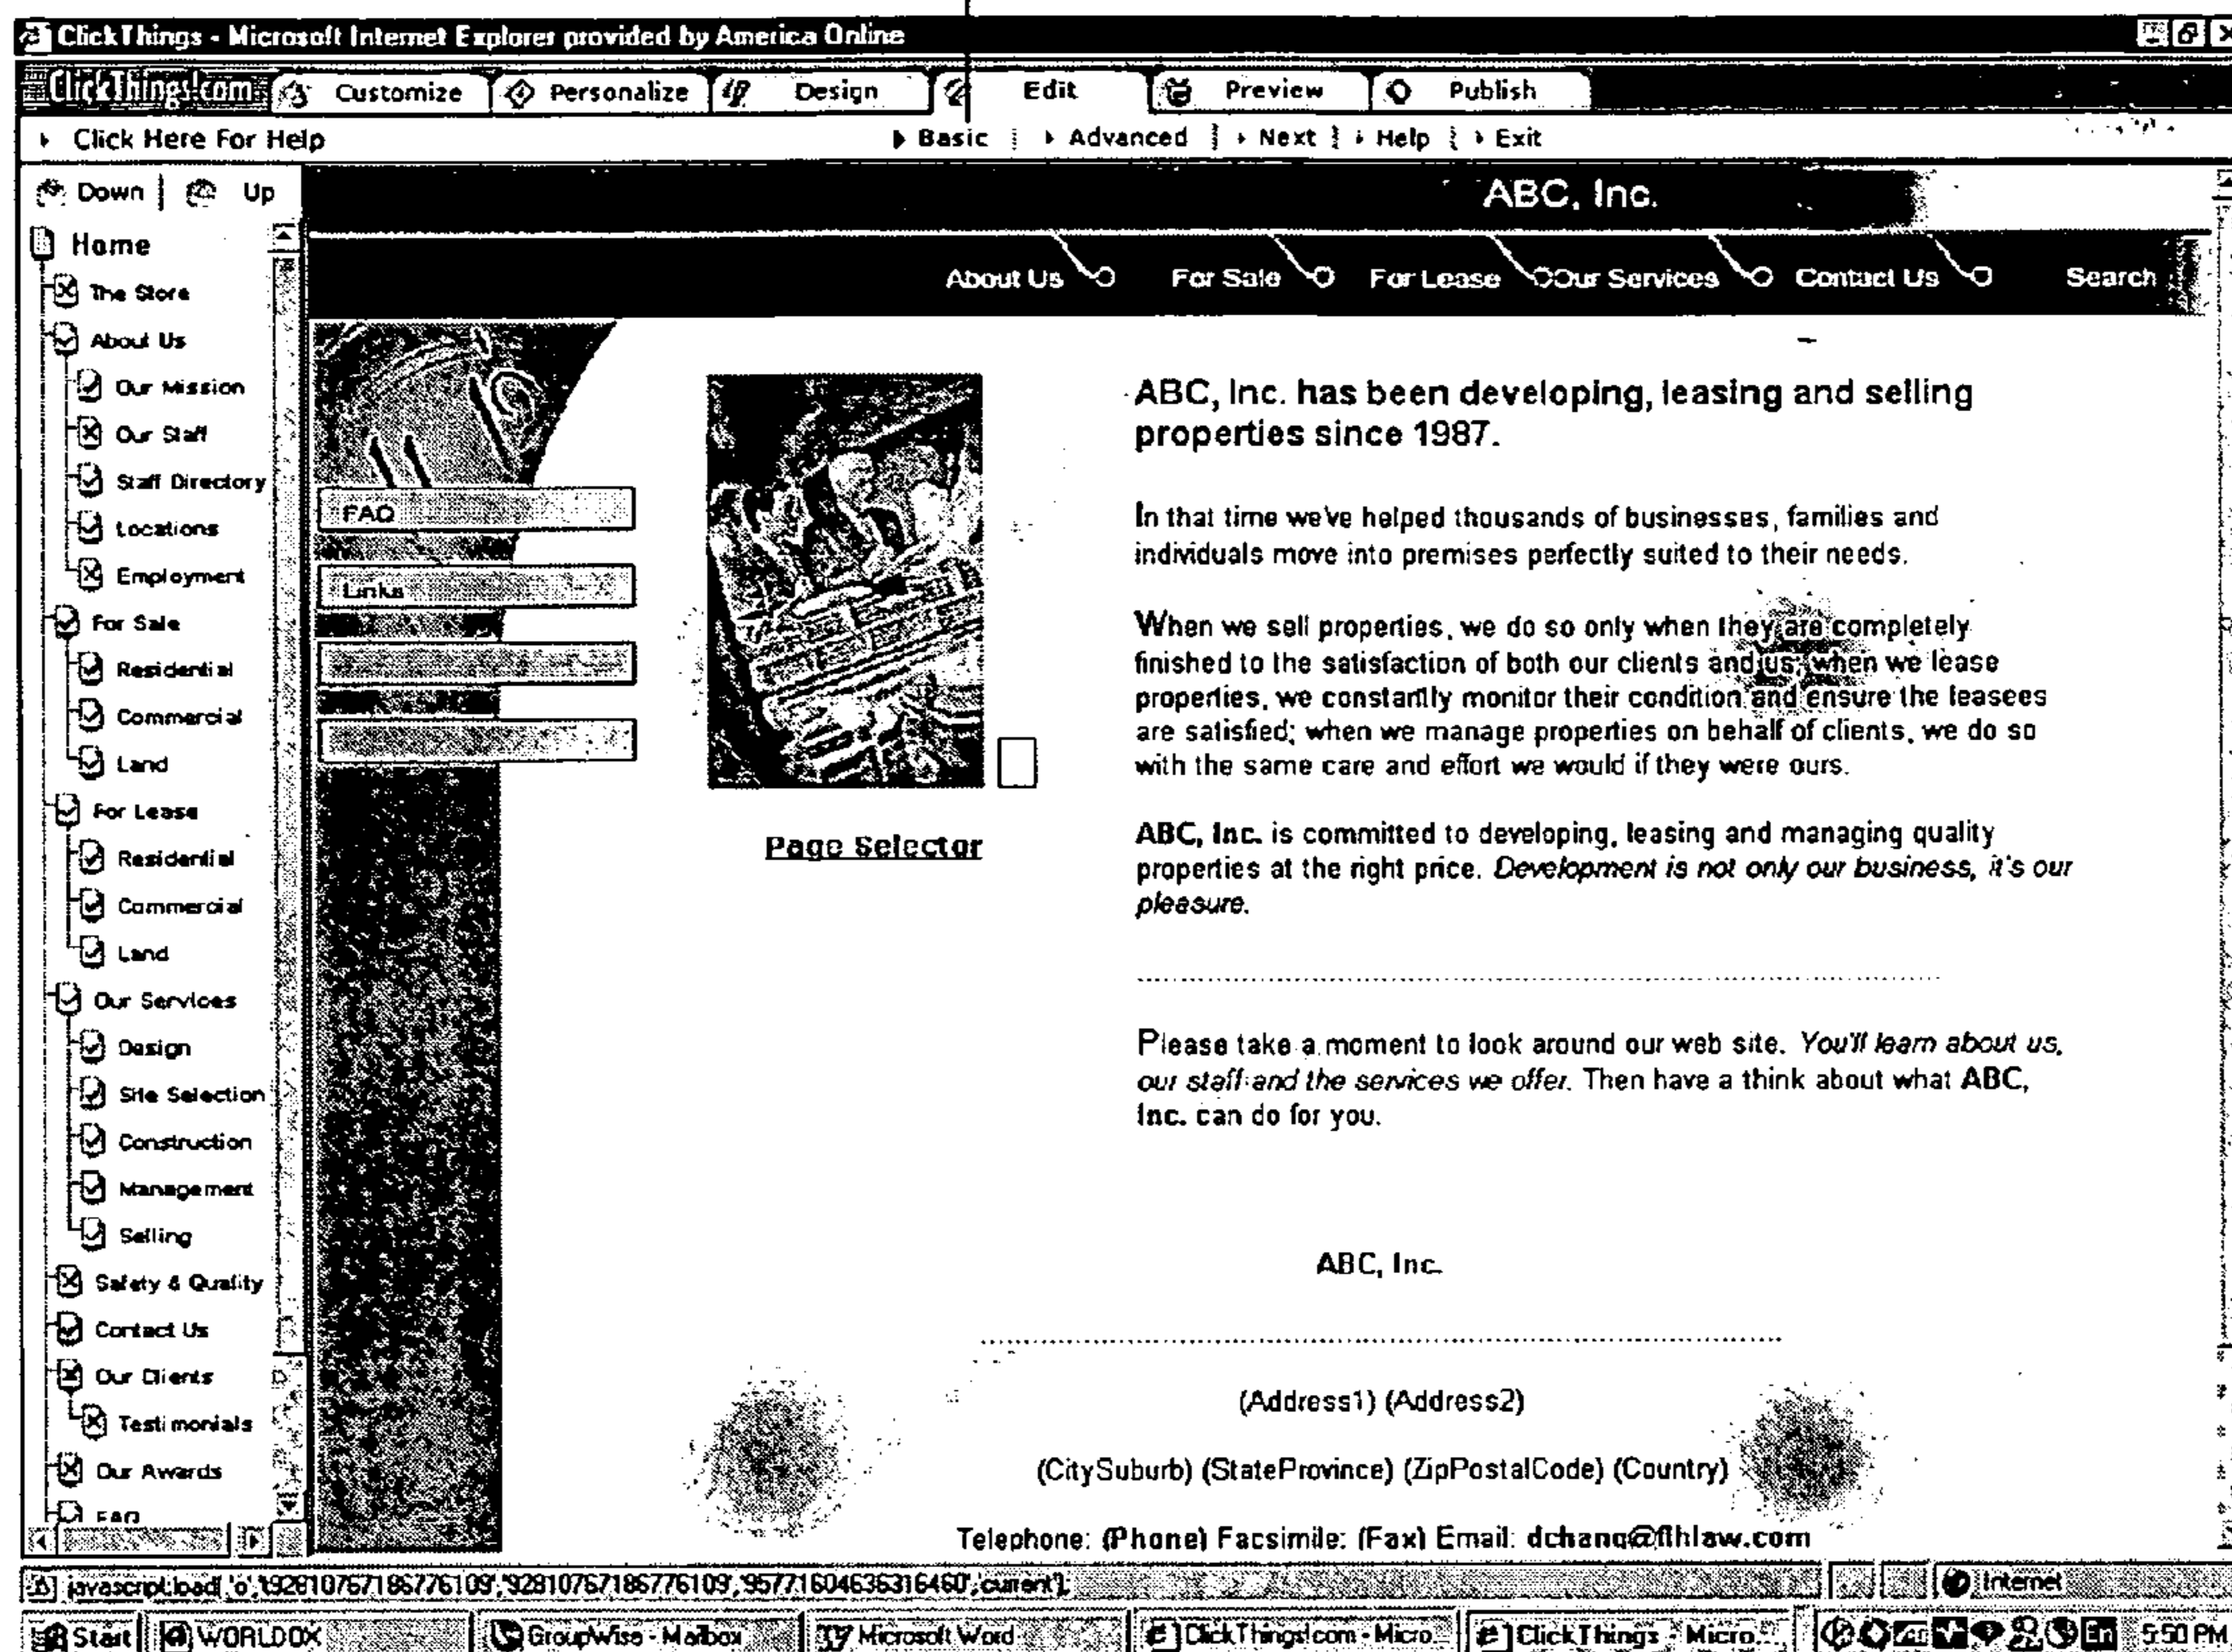 ClickThings - Microsoft Internet Explorer provided by America Online
ClickThings!com Customize Personalize Design Edit Preview Publish
Click Here For Help Basic Advanced Next Help Exit
Down Up
Home
The Store
About Us
Our Mission
Our Staff
Staff Directory
Locations
Employment
For Sale
Residential
Commercial
Land
For Lease
Residential
Commercial
Land
Our Services
Design
Site Selection
Construction
Management
Selling
Safety & Quality
Contact Us
Our Clients
Testimonials
Our Awards
FAQ
ABC, Inc.
About Us For Sale For Lease Our Services Contact Us Search
FAQ
Links
Page Selector
ABC, Inc. has been developing, leasing and selling
properties since 1987.
In that time we've helped thousands of businesses, families and
individuals move into premises perfectly suited to their needs.
When we sell properties, we do so only when they are completely
finished to the satisfaction of both our clients and us; when we lease
properties, we constantly monitor their condition and ensure the leasees
are satisfied; when we manage properties on behalf of clients, we do so
with the same care and effort we would if they were ours.
ABC, Inc. is committed to developing, leasing and managing quality
properties at the right price. Development is not only our business, it's our
pleasure.
Please take a moment to look around our web site. You'll learn about us,
our staff and the services we offer. Then have a think about what ABC,
Inc. can do for you.
ABC, Inc.
(Address1) (Address2)
(CitySuburb) (StateProvince) (ZipPostalCode) (Country)
Telephone: (Phone) Facsimile: (Fax) Email: dchang@flhlaw.com
javascript:load( 'o','t928107671867761​09','92810767186776109','957716046363​16460','current');
Internet
Start WORLDOX GroupWise - Mailbox Microsoft Word ClickThings!com - Micro... ClickThings - Micro... En 5:50 PM